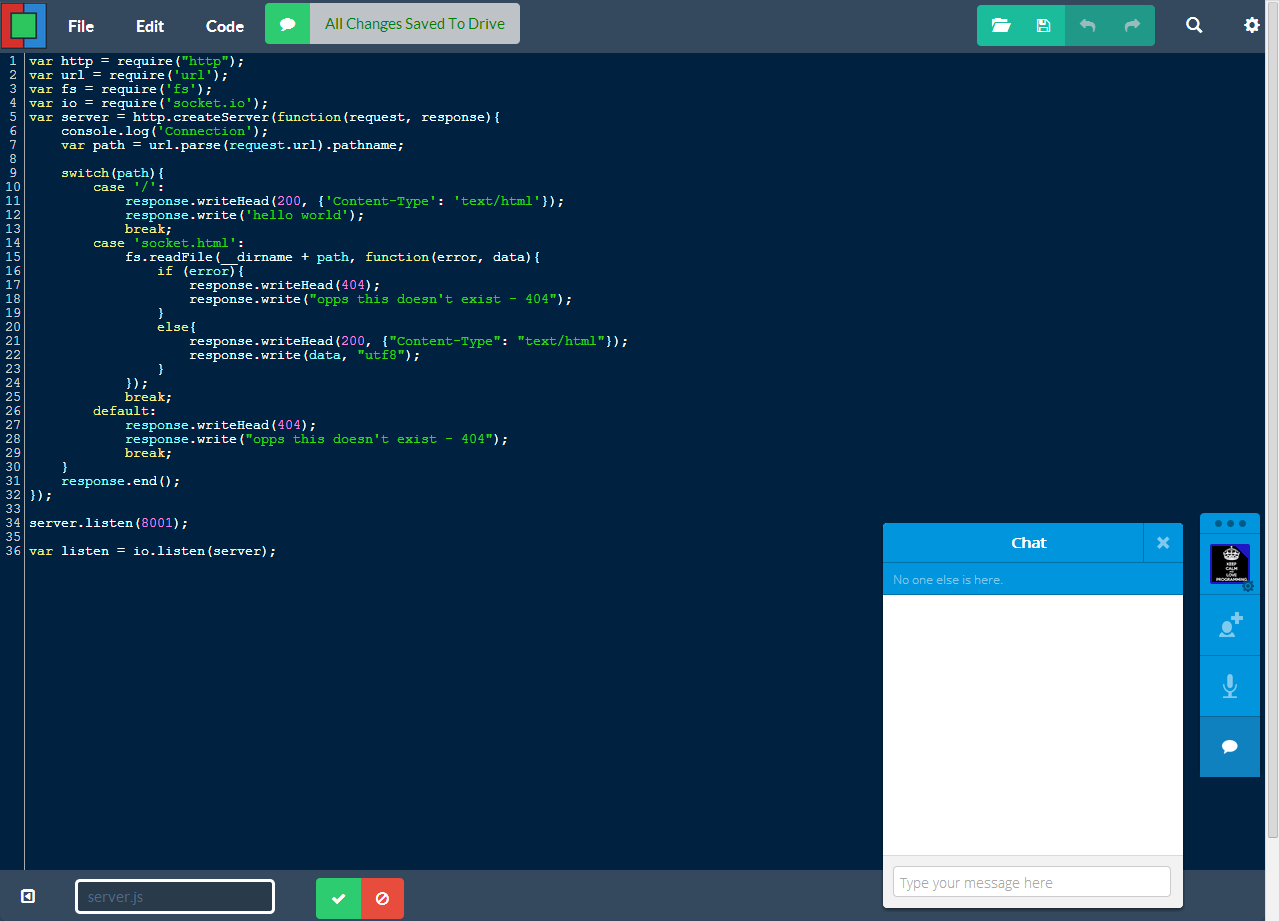 File Edit Code All Changes Saved To Drive
1 var http = require("http");
2 var url = require('url');
3 var fs = require('fs');
4 var io = require('socket.io');
5 var server = http.createServer(function(request, response){
6     console.log('Connection');
7     var path = url.parse(request.url).pathname;
8
9     switch(path){
10         case '/':
11             response.writeHead(200, {'Content-Type': 'text/html'});
12             response.write('hello world');
13             break;
14         case 'socket.html':
15             fs.readFile(__dirname + path, function(error, data){
16                 if (error){
17                     response.writeHead(404);
18                     response.write("opps this doesn't exist - 404");
19                 }
20                 else{
21                     response.writeHead(200, {"Content-Type": "text/html"});
22                     response.write(data, "utf8");
23                 }
24             });
25             break;
26         default:
27             response.writeHead(404);
28             response.write("opps this doesn't exist - 404");
29             break;
30     }
31     response.end();
32 });
33
34 server.listen(8001);
35
36 var listen = io.listen(server);
Chat
No one else is here.
KEEP
CALM
LOVE
PROGRAMMING
Type your message here
server.js